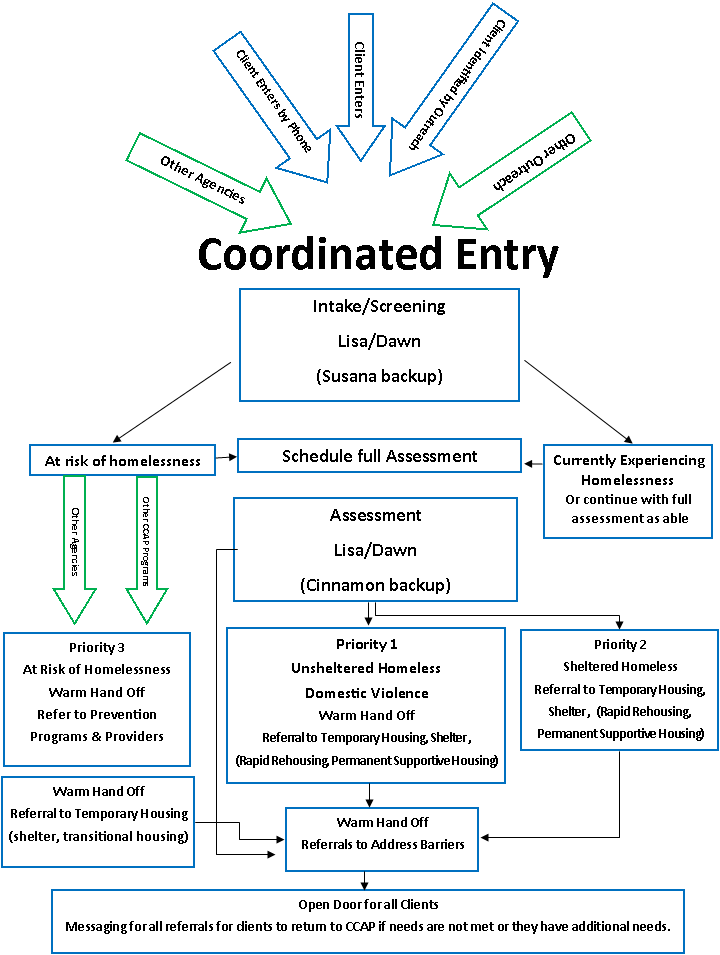 Other Agencies
Client Enters by Phone
Client Enters
Client Identified by Outreach
Other Outreach
Coordinated Entry
Intake/Screening
Lisa/Dawn
(Susana backup)
At risk of homelessness
Schedule full Assessment
Currently Experiencing
Homelessness
Or continue with full
assessment as able
Other Agencies
Other CCAP Programs
Assessment
Lisa/Dawn
(Cinnamon backup)
Priority 3
At Risk of Homelessness
Warm Hand Off
Refer to Prevention
Programs & Providers
Priority 1
Unsheltered Homeless
Domestic Violence
Warm Hand Off
Referral to Temporary Housing, Shelter,
(Rapid Rehousing, Permanent Supportive Housing)
Priority 2
Sheltered Homeless
Referral to Temporary Housing,
Shelter, (Rapid Rehousing,
Permanent Supportive Housing)
Warm Hand Off
Referral to Temporary Housing
(shelter, transitional housing)
Warm Hand Off
Referrals to Address Barriers
Open Door for all Clients
Messaging for all referrals for clients to return to CCAP if needs are not met or they have additional needs.